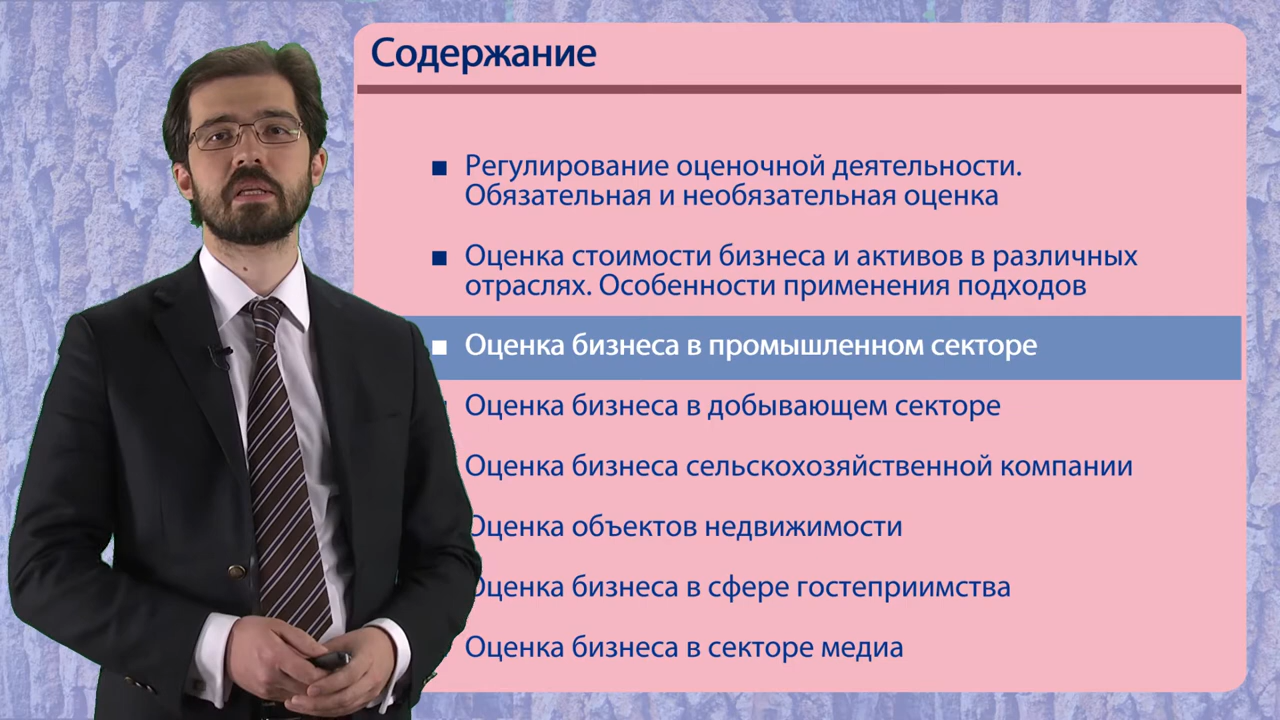 Содержание
Регулирование оценочной деятельности.
Обязательная и необязательная оценка
Оценка стоимости бизнеса и активов в различных
отраслях. Особенности применения подходов
Оценка бизнеса в промышленном секторе
Оценка бизнеса в добывающем секторе
Оценка бизнеса сельскохозяйственной компании
Оценка объектов недвижимости
Оценка бизнеса в сфере гостеприимства
Оценка бизнеса в секторе медиа